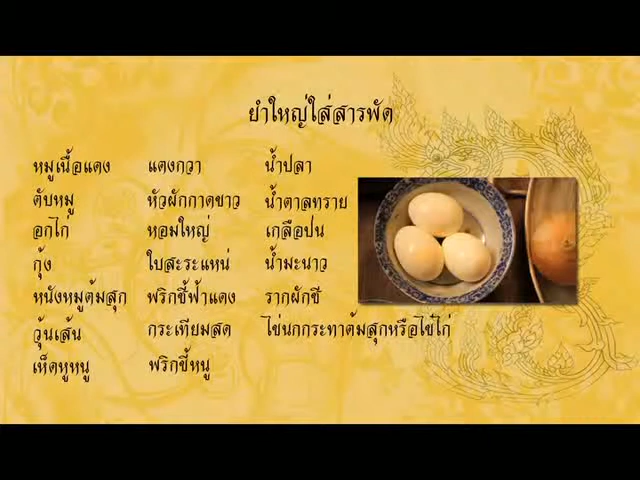 ยำใหญ่ใส่สารพัด
หมูเนื้อแดง แตงกวา น้ำปลา
ตับหมู หัวผักกาดขาว น้ำตาลทราย
อกไก่ หอมใหญ่ เกลือป่น
กุ้ง ใบสะระแหน่ น้ำมะนาว
หนังหมูต้มสุก พริกชี้ฟ้าแดง รากผักชี
วุ้นเส้น กระเทียมสด ไข่นกกระทาต้มสุกหรือไข่ไก่
เห็ดหูหนู พริกขี้หนู